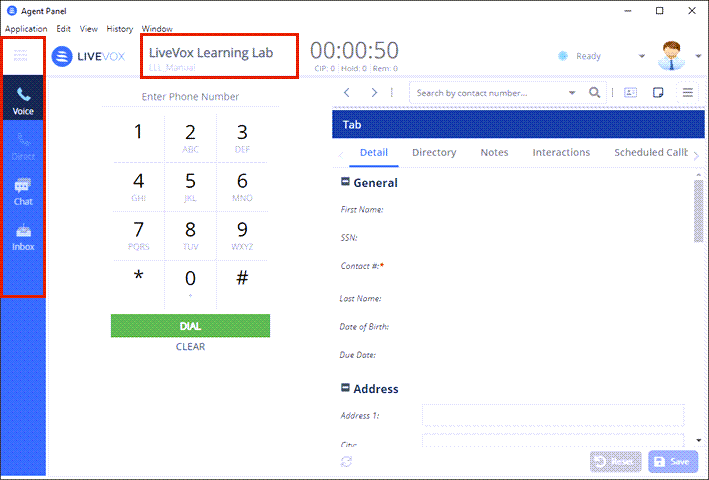 Agent Panel
Application Edit View History Window
LIVEVOX
LiveVox Learning Lab
LLL_Manual
00:00:50
CIP: 0 | Hold: 0 | Rem: 0
Ready
Voice
Direct
Chat
Inbox
Enter Phone Number
1 2 3
ABC DEF
4 5 6
GHI JKL MNO
7 8 9
PQRS TUV WXYZ
* 0 #
+
DIAL
CLEAR
Search by contact number...
Tab
Detail Directory Notes Interactions Scheduled Callb
General
First Name:
SSN:
Contact #:*
Last Name:
Date of Birth:
Due Date:
Address
Address 1:
City:
Reset Save